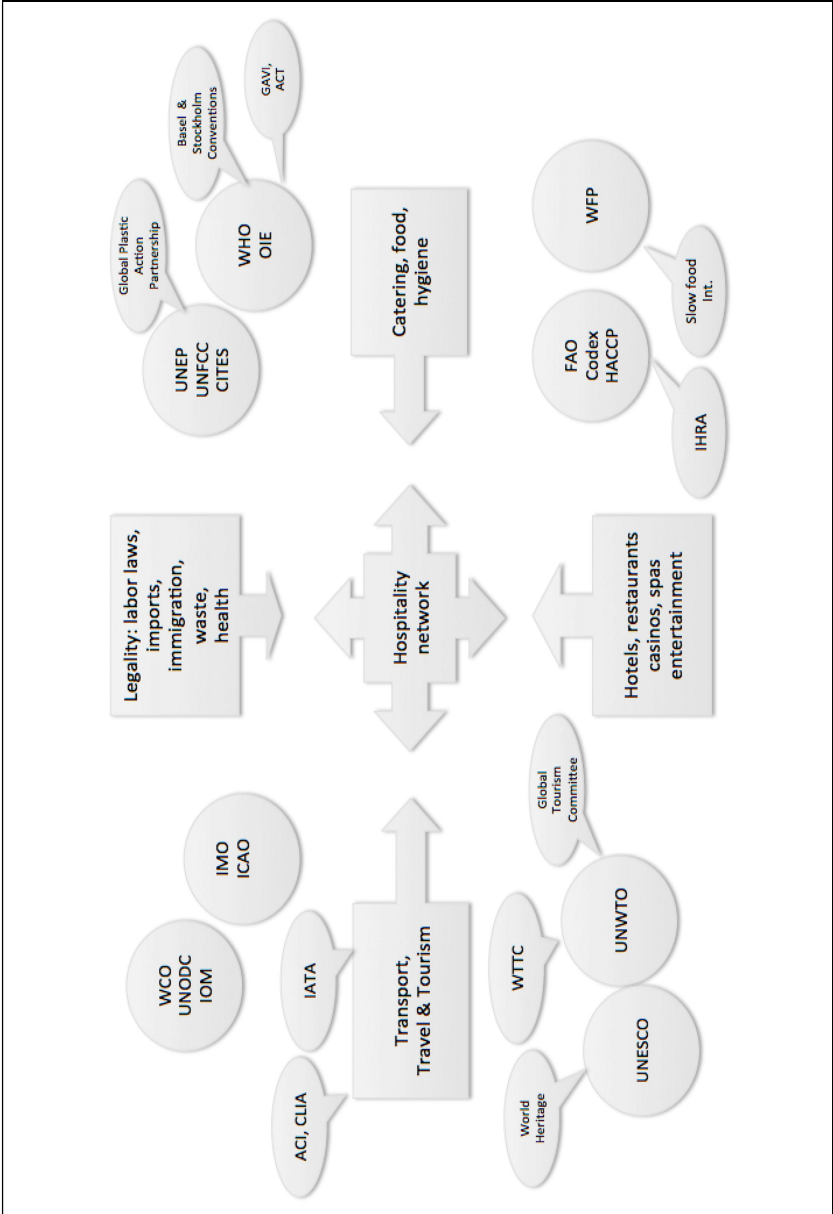 WCO
UNODC
IOM
IMO
ICAO
Legality: labor laws,
imports,
immigration,
waste,
health
Global Plastic
Action
Partnership
UNEP
UNFCC
CITES
Basel &
Stockholm
Conventions
WHO
OIE
GAVI,
ACT
ACI, CLIA
IATA
Transport,
Travel & Tourism
Hospitality
network
Catering, food,
hygiene
World
Heritage
UNESCO
WTTC
UNWTO
Global
Tourism
Committee
Hotels, restaurants
casinos, spas
entertainment
FAO
Codex
HACCP
WFP
IHRA
Slow food
Int.